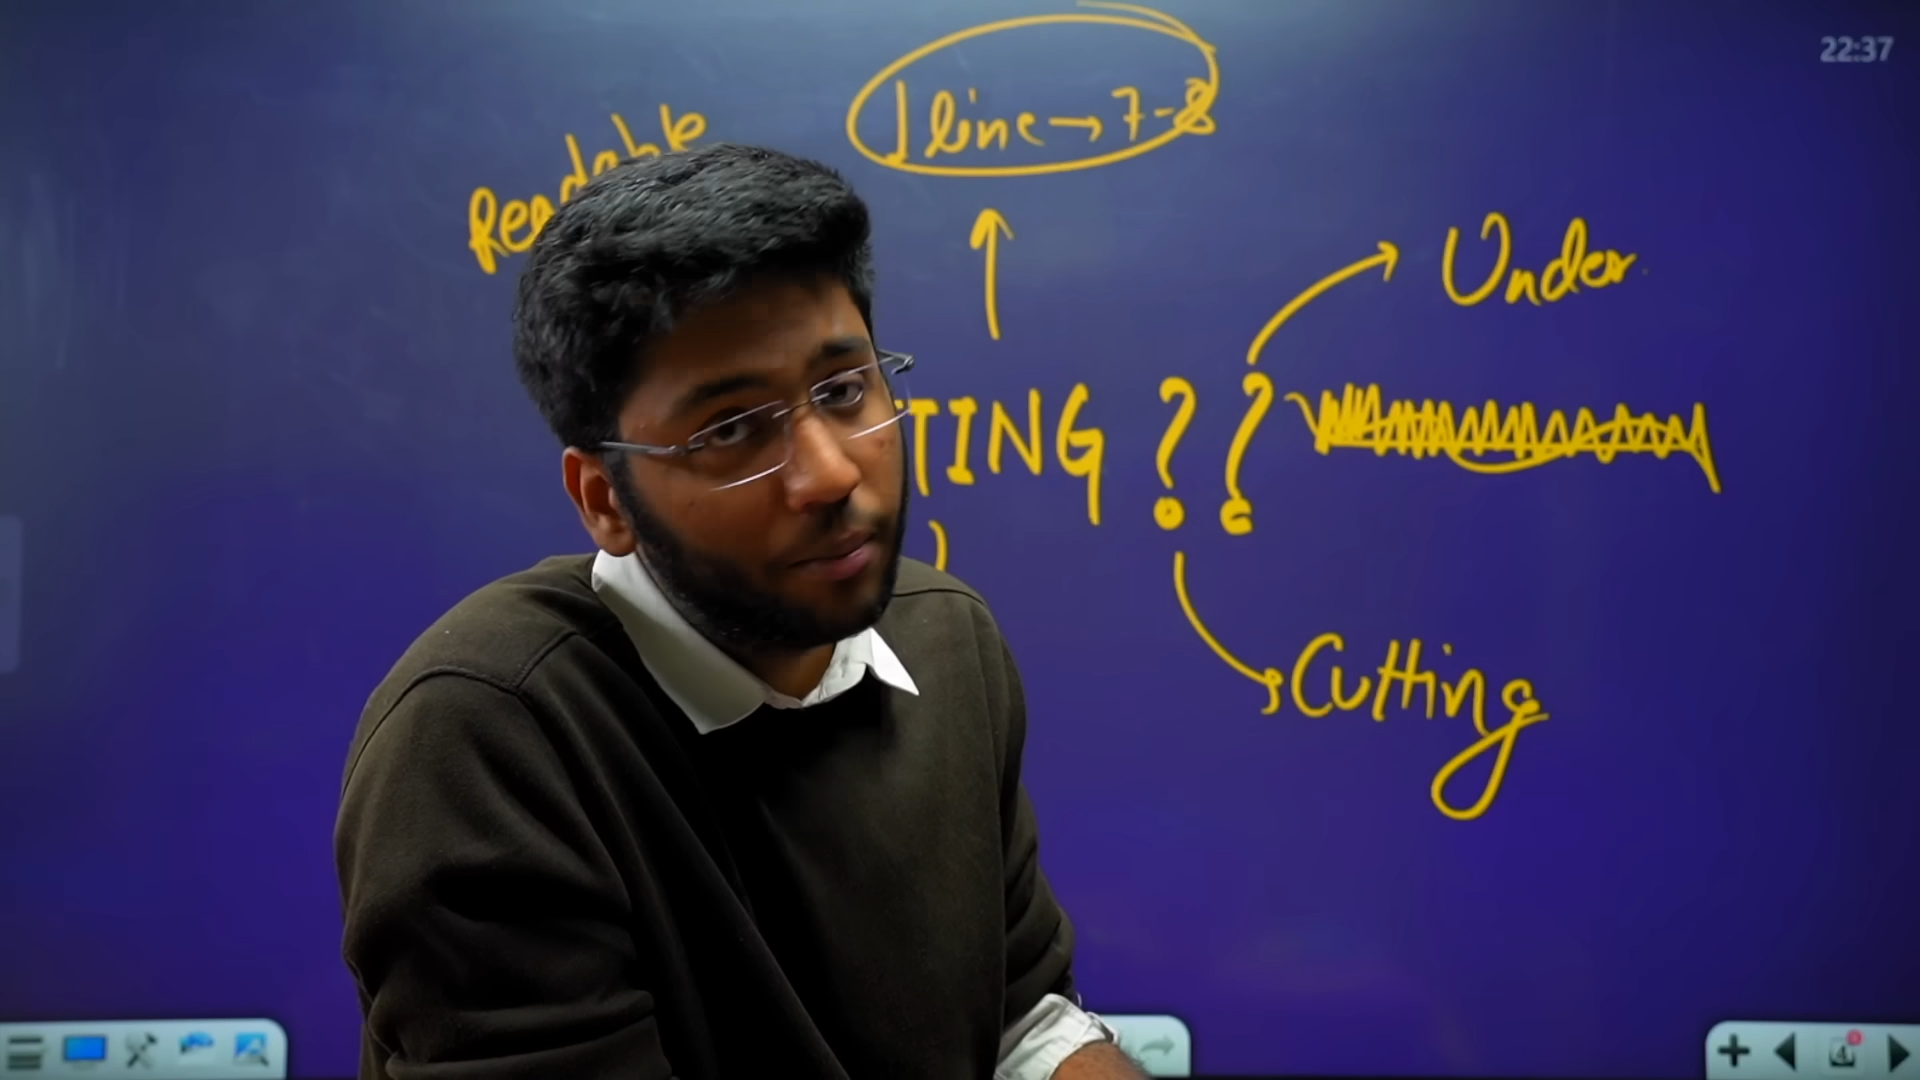 22:37
1 line → 7-8
Readable
Under
TING ??
Cutting